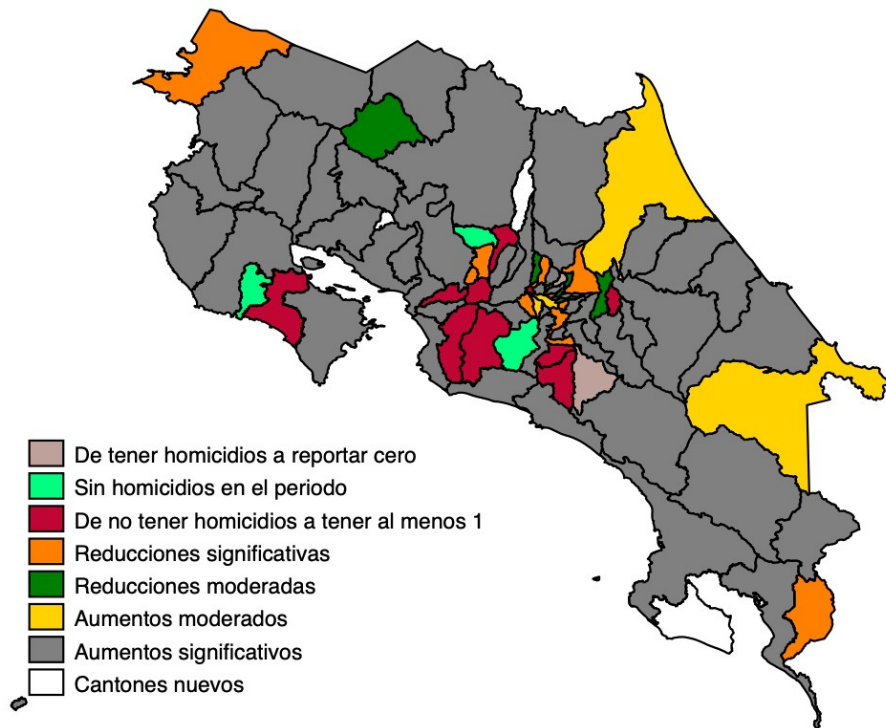 De tener homicidios a reportar cero
Sin homicidios en el periodo
De no tener homicidios a tener al menos 1
Reducciones significativas
Reducciones moderadas
Aumentos moderados
Aumentos significativos
Cantones nuevos